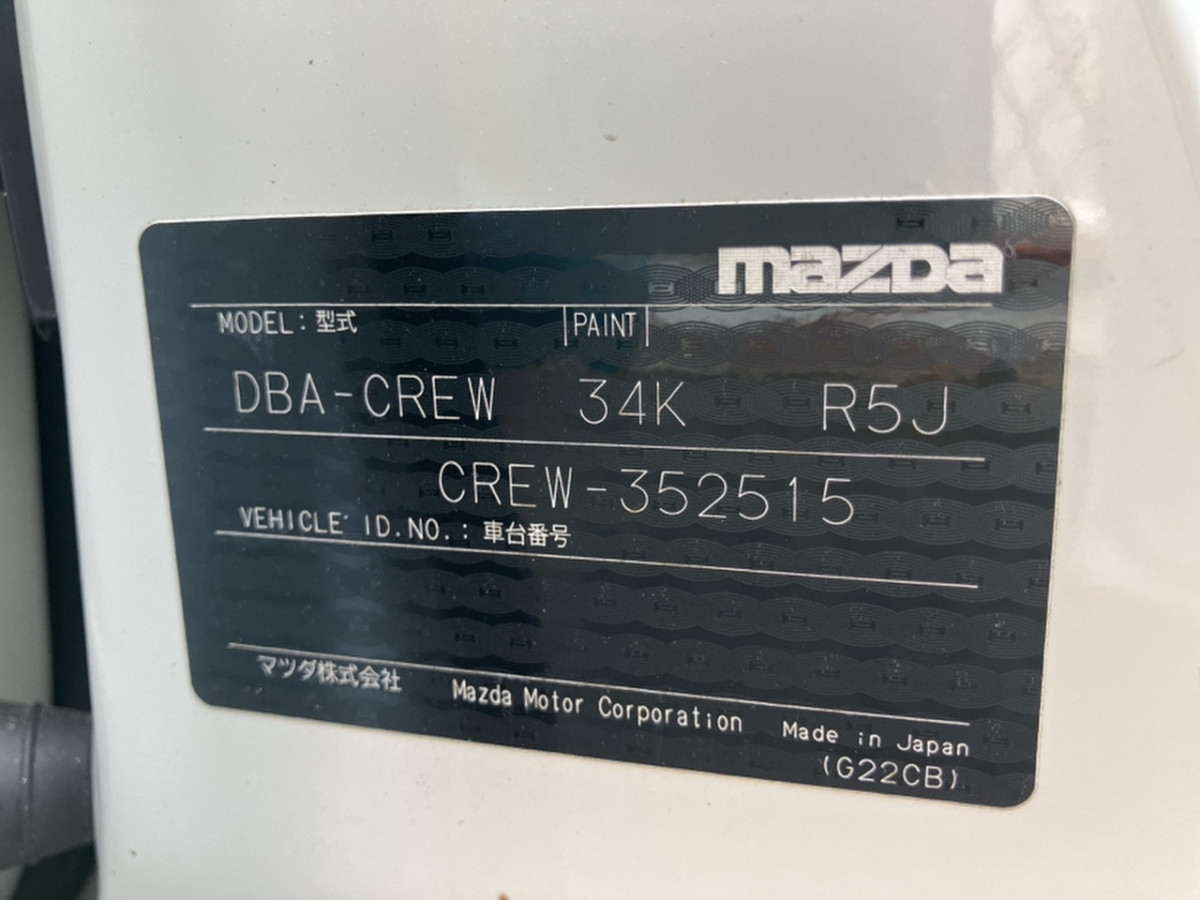 mazda
MODEL: 型式 PAINT
DBA-CREW 34K R5J
CREW-352515
VEHICLE ID.NO.: 車台番号
マツダ株式会社 Mazda Motor Corporation Made in Japan
(G22CB)